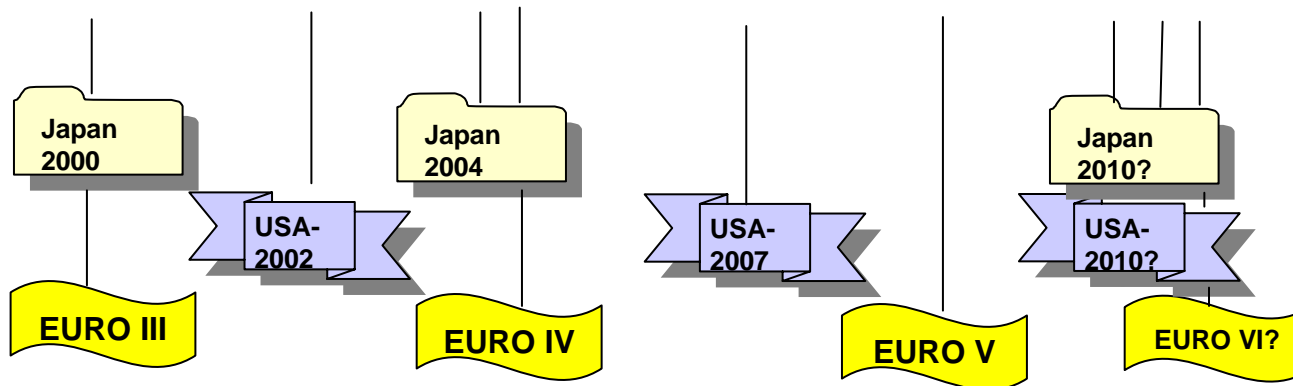 Japan
2000
Japan
2004
Japan
2010?
USA-
2002
USA-
2007
USA-
2010?
EURO III
EURO IV
EURO V
EURO VI?